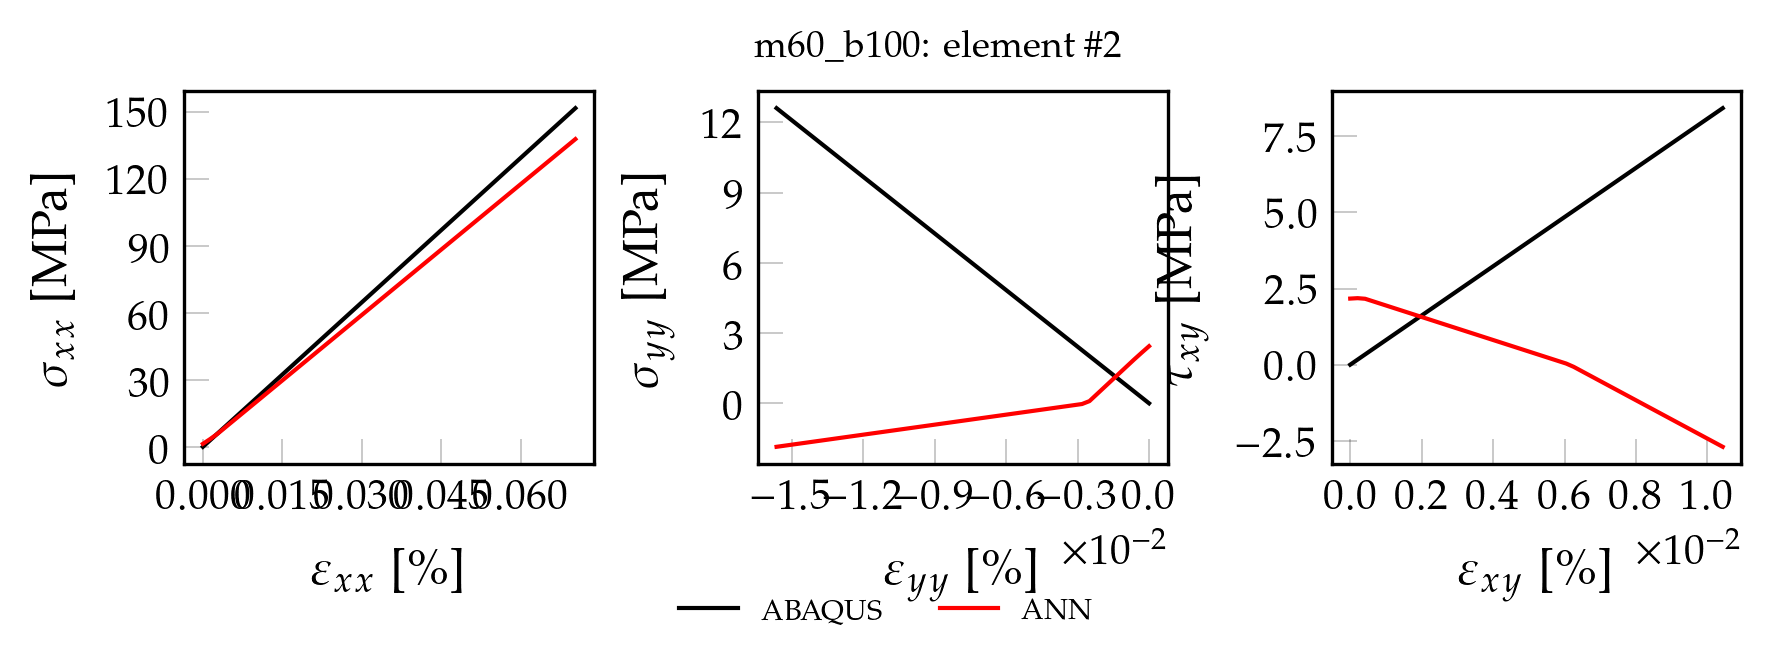 m60_b100: element #2
150
120
90
60
30
0
σxx [MPa]
0.000 0.015 0.030 0.045 0.060
εxx [%]
12
9
6
3
0
σyy [MPa]
−1.5 −1.2 −0.9 −0.6 −0.3 0.0
×10−2
εyy [%]
7.5
5.0
2.5
0.0
−2.5
τxy [MPa]
0.0 0.2 0.4 0.6 0.8 1.0
×10−2
εxy [%]
ABAQUS ANN